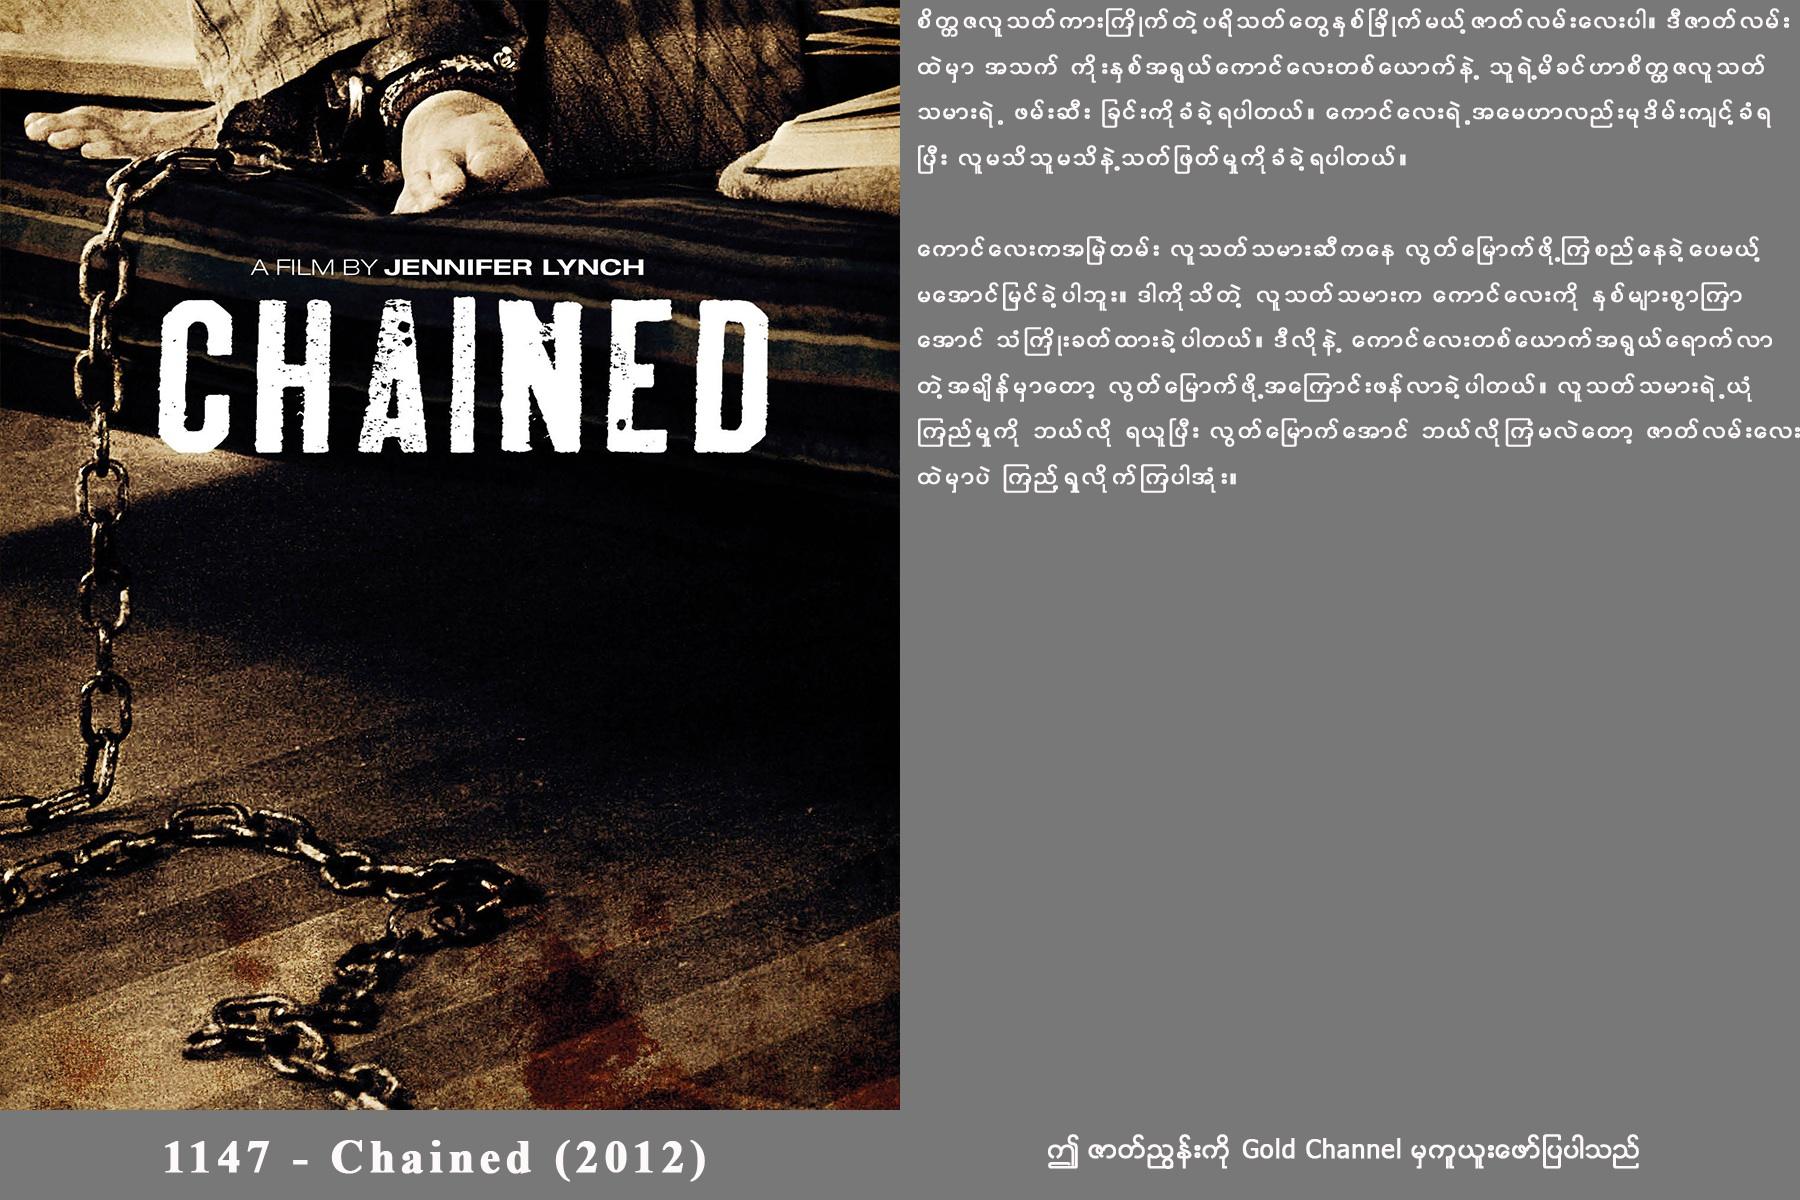 A FILM BY JENNIFER LYNCH
CHAINED
1147 - Chained (2012)
စိတ္တဇလူသတ်ကားကြိုက်တဲ့ပရိသတ်တွေနှစ်ခြိုက်မယ့်ဇာတ်လမ်းလေးပါ။ ဒီဇာတ်လမ်း
ထဲမှာ အသက် ကိုးနှစ်အရွယ်ကောင်လေးတစ်ယောက်နဲ့ သူရဲ့မိခင်ဟာစိတ္တဇလူသတ်
သမားရဲ့ ဖမ်းဆီး ခြင်းကိုခံခဲ့ရပါတယ်။ ကောင်လေးရဲ့အမေဟာလည်းမုဒိမ်းကျင့်ခံရ
ပြီး လူမသိသူမသိနဲ့သတ်ဖြတ်မှုကိုခံခဲ့ရပါတယ်။
ကောင်လေးကအမြဲတမ်း လူသတ်သမားဆီကနေ လွတ်မြောက်ဖို့ကြံစည်နေခဲ့ပေမယ့်
မအောင်မြင်ခဲ့ပါဘူး။ ဒါကိုသိတဲ့ လူသတ်သမားက ကောင်လေးကို နှစ်များစွာကြာ
အောင် သံကြိုးခတ်ထားခဲ့ပါတယ်။ ဒီလိုနဲ့ ကောင်လေးတစ်ယောက်အရွယ်ရောက်လာ
တဲ့အချိန်မှာတော့ လွတ်မြောက်ဖို့အကြောင်းဖန်လာခဲ့ပါတယ်။ လူသတ်သမားရဲ့ယုံ
ကြည်မှုကို ဘယ်လို ရယူပြီး လွတ်မြောက်အောင် ဘယ်လိုကြံမလဲတော့ ဇာတ်လမ်းလေး
ထဲမှာပဲ ကြည့်ရှုလိုက်ကြပါအုံး။
ဤ ဇာတ်ညွှန်းကို Gold Channel မှကူယူးဖော်ပြပါသည်